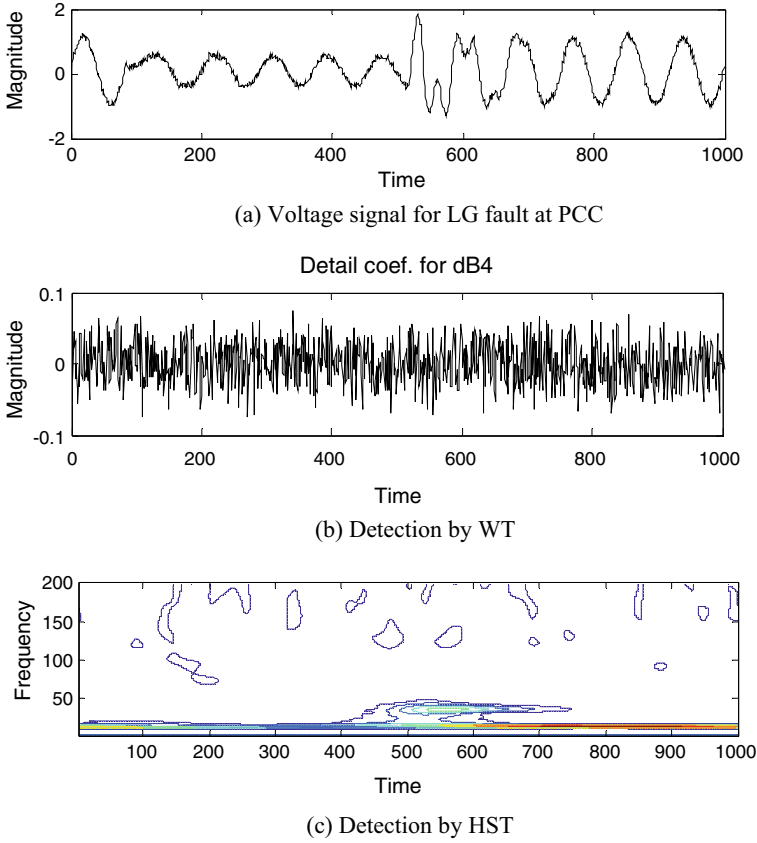 2
0
-2
Magnitude
0 200 400 600 800 1000
Time
(a) Voltage signal for LG fault at PCC
Detail coef. for dB4
0.1
0
-0.1
Magnitude
0 200 400 600 800 1000
Time
(b) Detection by WT
200
150
100
50
Frequency
100 200 300 400 500 600 700 800 900 1000
Time
(c) Detection by HST